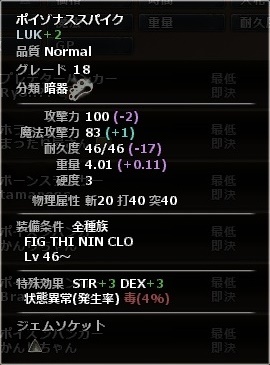 ポイゾナススパイク
LUK+2
品質 Normal
グレード 18
分類 暗器
攻撃力 100 (-2)
魔法攻撃力 83 (+1)
耐久度 46/46 (-17)
重量 4.01 (+0.11)
硬度 3
物理属性 斬20 打40 突40
装備条件 全種族
FIG THI NIN CLO
Lv 46～
特殊効果 STR+3 DEX+3
状態異常(発生率) 毒(4%)
ジェムソケット